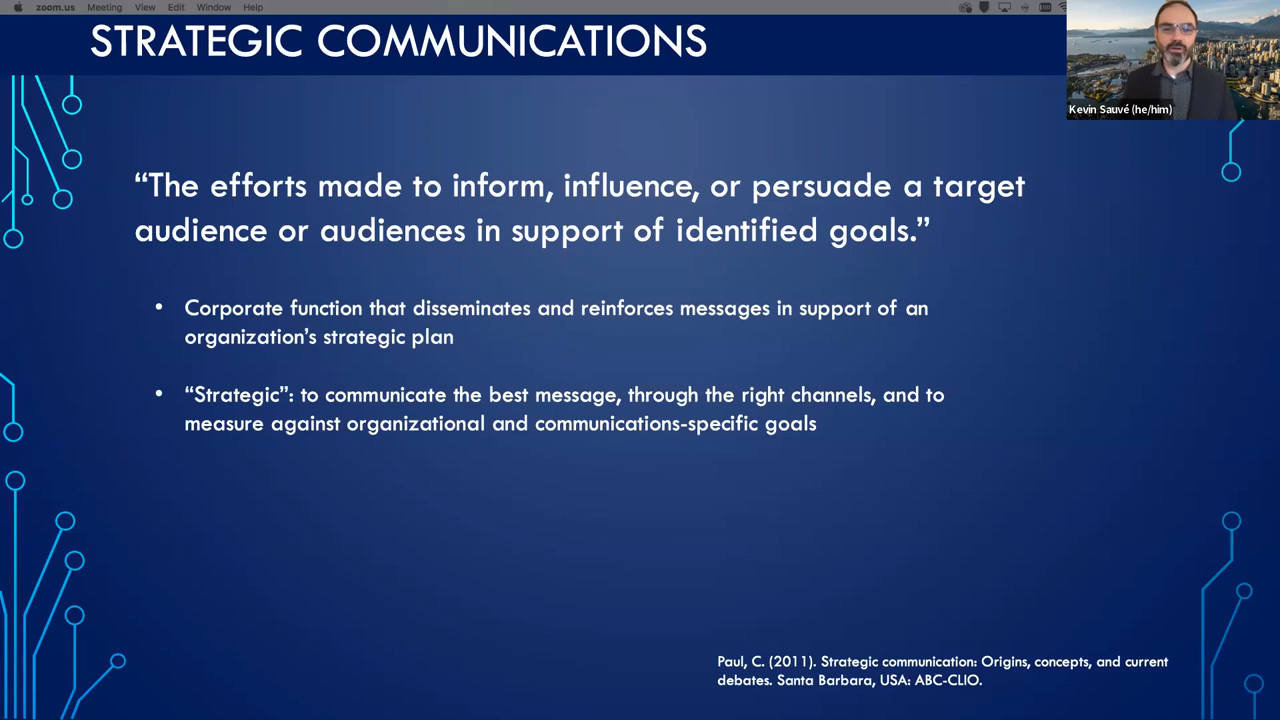 zoom.us Meeting View Edit Window Help
STRATEGIC COMMUNICATIONS
Kevin Sauvé (he/him)
“The efforts made to inform, influence, or persuade a target
audience or audiences in support of identified goals.”
• Corporate function that disseminates and reinforces messages in support of an
organization’s strategic plan
• “Strategic”: to communicate the best message, through the right channels, and to
measure against organizational and communications-specific goals
Paul, C. (2011). Strategic communication: Origins, concepts, and current
debates. Santa Barbara, USA: ABC-CLIO.